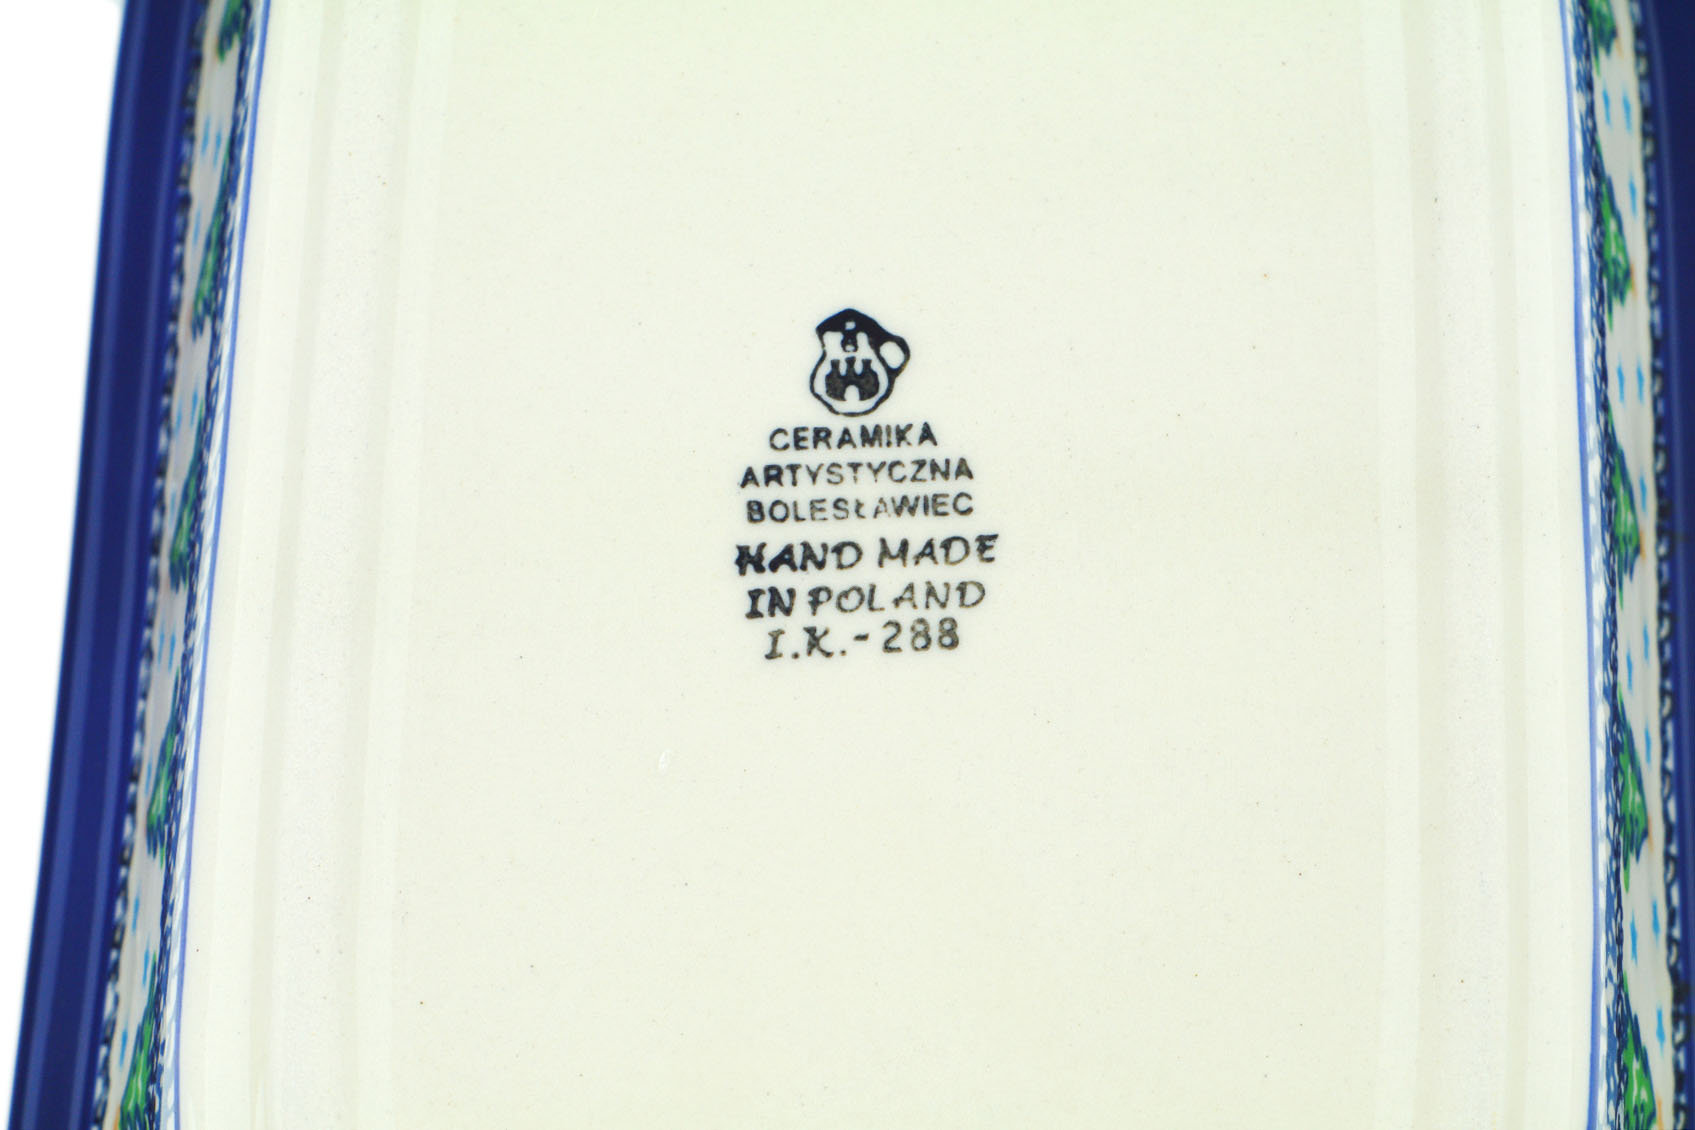 CERAMIKA
ARTYSTYCZNA
BOLESŁAWIEC
HAND MADE
IN POLAND
I.K.-288